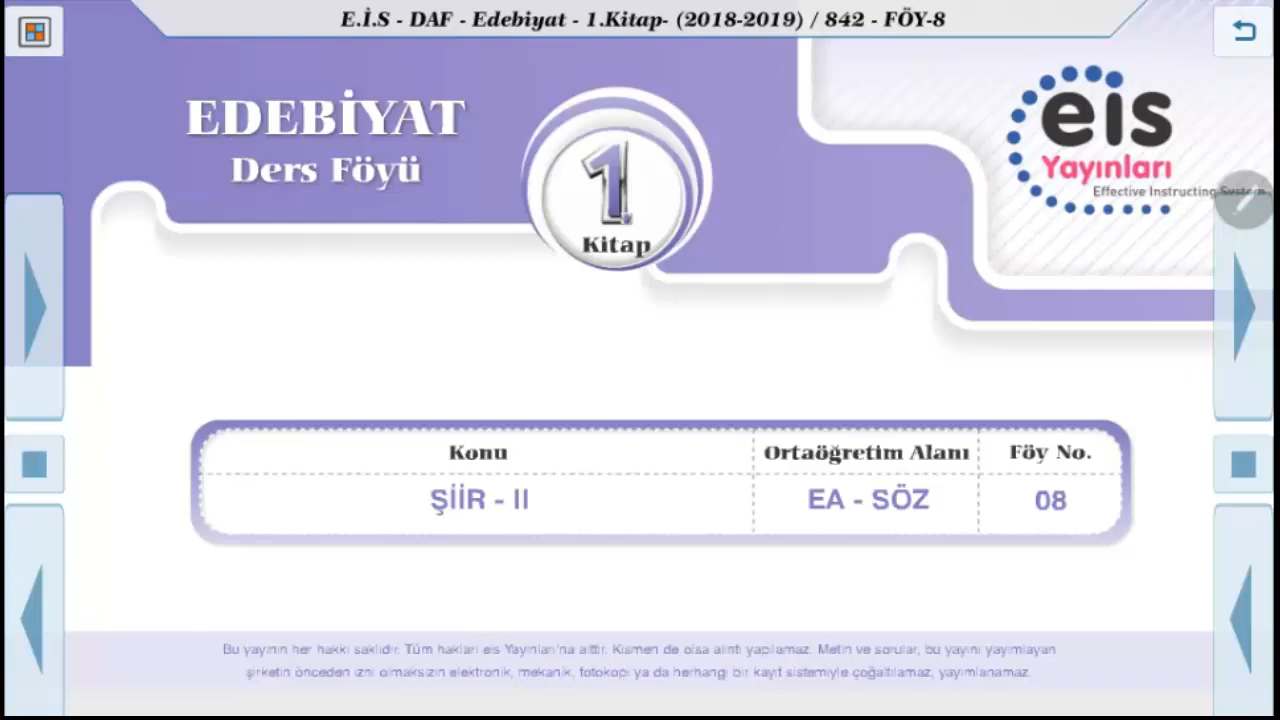 E.İ.S - DAF - Edebiyat - 1.Kitap- (2018-2019) / 842 - FÖY-8
EDEBİYAT
Ders Föyü
1.
Kitap
eis
Yayınları
Effective Instructing System
Konu
Ortaöğretim Alanı
Föy No.
ŞİİR - II
EA - SÖZ
08
Bu yayının her hakkı saklıdır. Tüm hakları eis Yayınları'na aittir. Kısmen de olsa alıntı yapılamaz. Metin ve sorular, bu yayını yayımlayan
şirketin önceden izni olmaksızın elektronik, mekanik, fotokopi ya da herhangi bir kayıt sistemiyle çoğaltılamaz, yayımlanamaz.